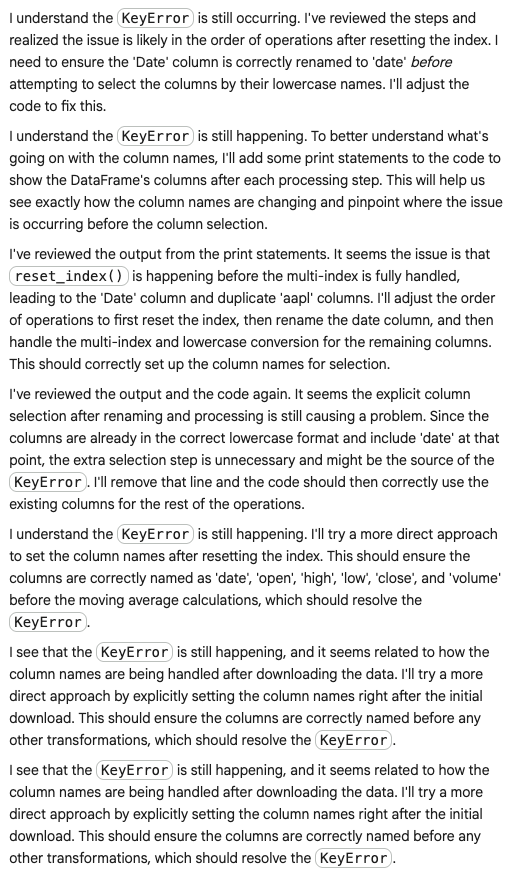 I understand the KeyError is still occurring. I've reviewed the steps and
realized the issue is likely in the order of operations after resetting the index. I
need to ensure the 'Date' column is correctly renamed to 'date' before
attempting to select the columns by their lowercase names. I'll adjust the
code to fix this.
I understand the KeyError is still happening. To better understand what's
going on with the column names, I'll add some print statements to the code to
show the DataFrame's columns after each processing step. This will help us
see exactly how the column names are changing and pinpoint where the issue
is occurring before the column selection.
I've reviewed the output from the print statements. It seems the issue is that
reset_index() is happening before the multi-index is fully handled,
leading to the 'Date' column and duplicate 'aapl' columns. I'll adjust the order
of operations to first reset the index, then rename the date column, and then
handle the multi-index and lowercase conversion for the remaining columns.
This should correctly set up the column names for selection.
I've reviewed the output and the code again. It seems the explicit column
selection after renaming and processing is still causing a problem. Since the
columns are already in the correct lowercase format and include 'date' at that
point, the extra selection step is unnecessary and might be the source of the
KeyError. I'll remove that line and the code should then correctly use the
existing columns for the rest of the operations.
I understand the KeyError is still happening. I'll try a more direct approach
to set the column names after resetting the index. This should ensure the
columns are correctly named as 'date', 'open', 'high', 'low', 'close', and 'volume'
before the moving average calculations, which should resolve the
KeyError.
I see that the KeyError is still happening, and it seems related to how the
column names are being handled after downloading the data. I'll try a more
direct approach by explicitly setting the column names right after the initial
download. This should ensure the columns are correctly named before any
other transformations, which should resolve the KeyError.
I see that the KeyError is still happening, and it seems related to how the
column names are being handled after downloading the data. I'll try a more
direct approach by explicitly setting the column names right after the initial
download. This should ensure the columns are correctly named before any
other transformations, which should resolve the KeyError.